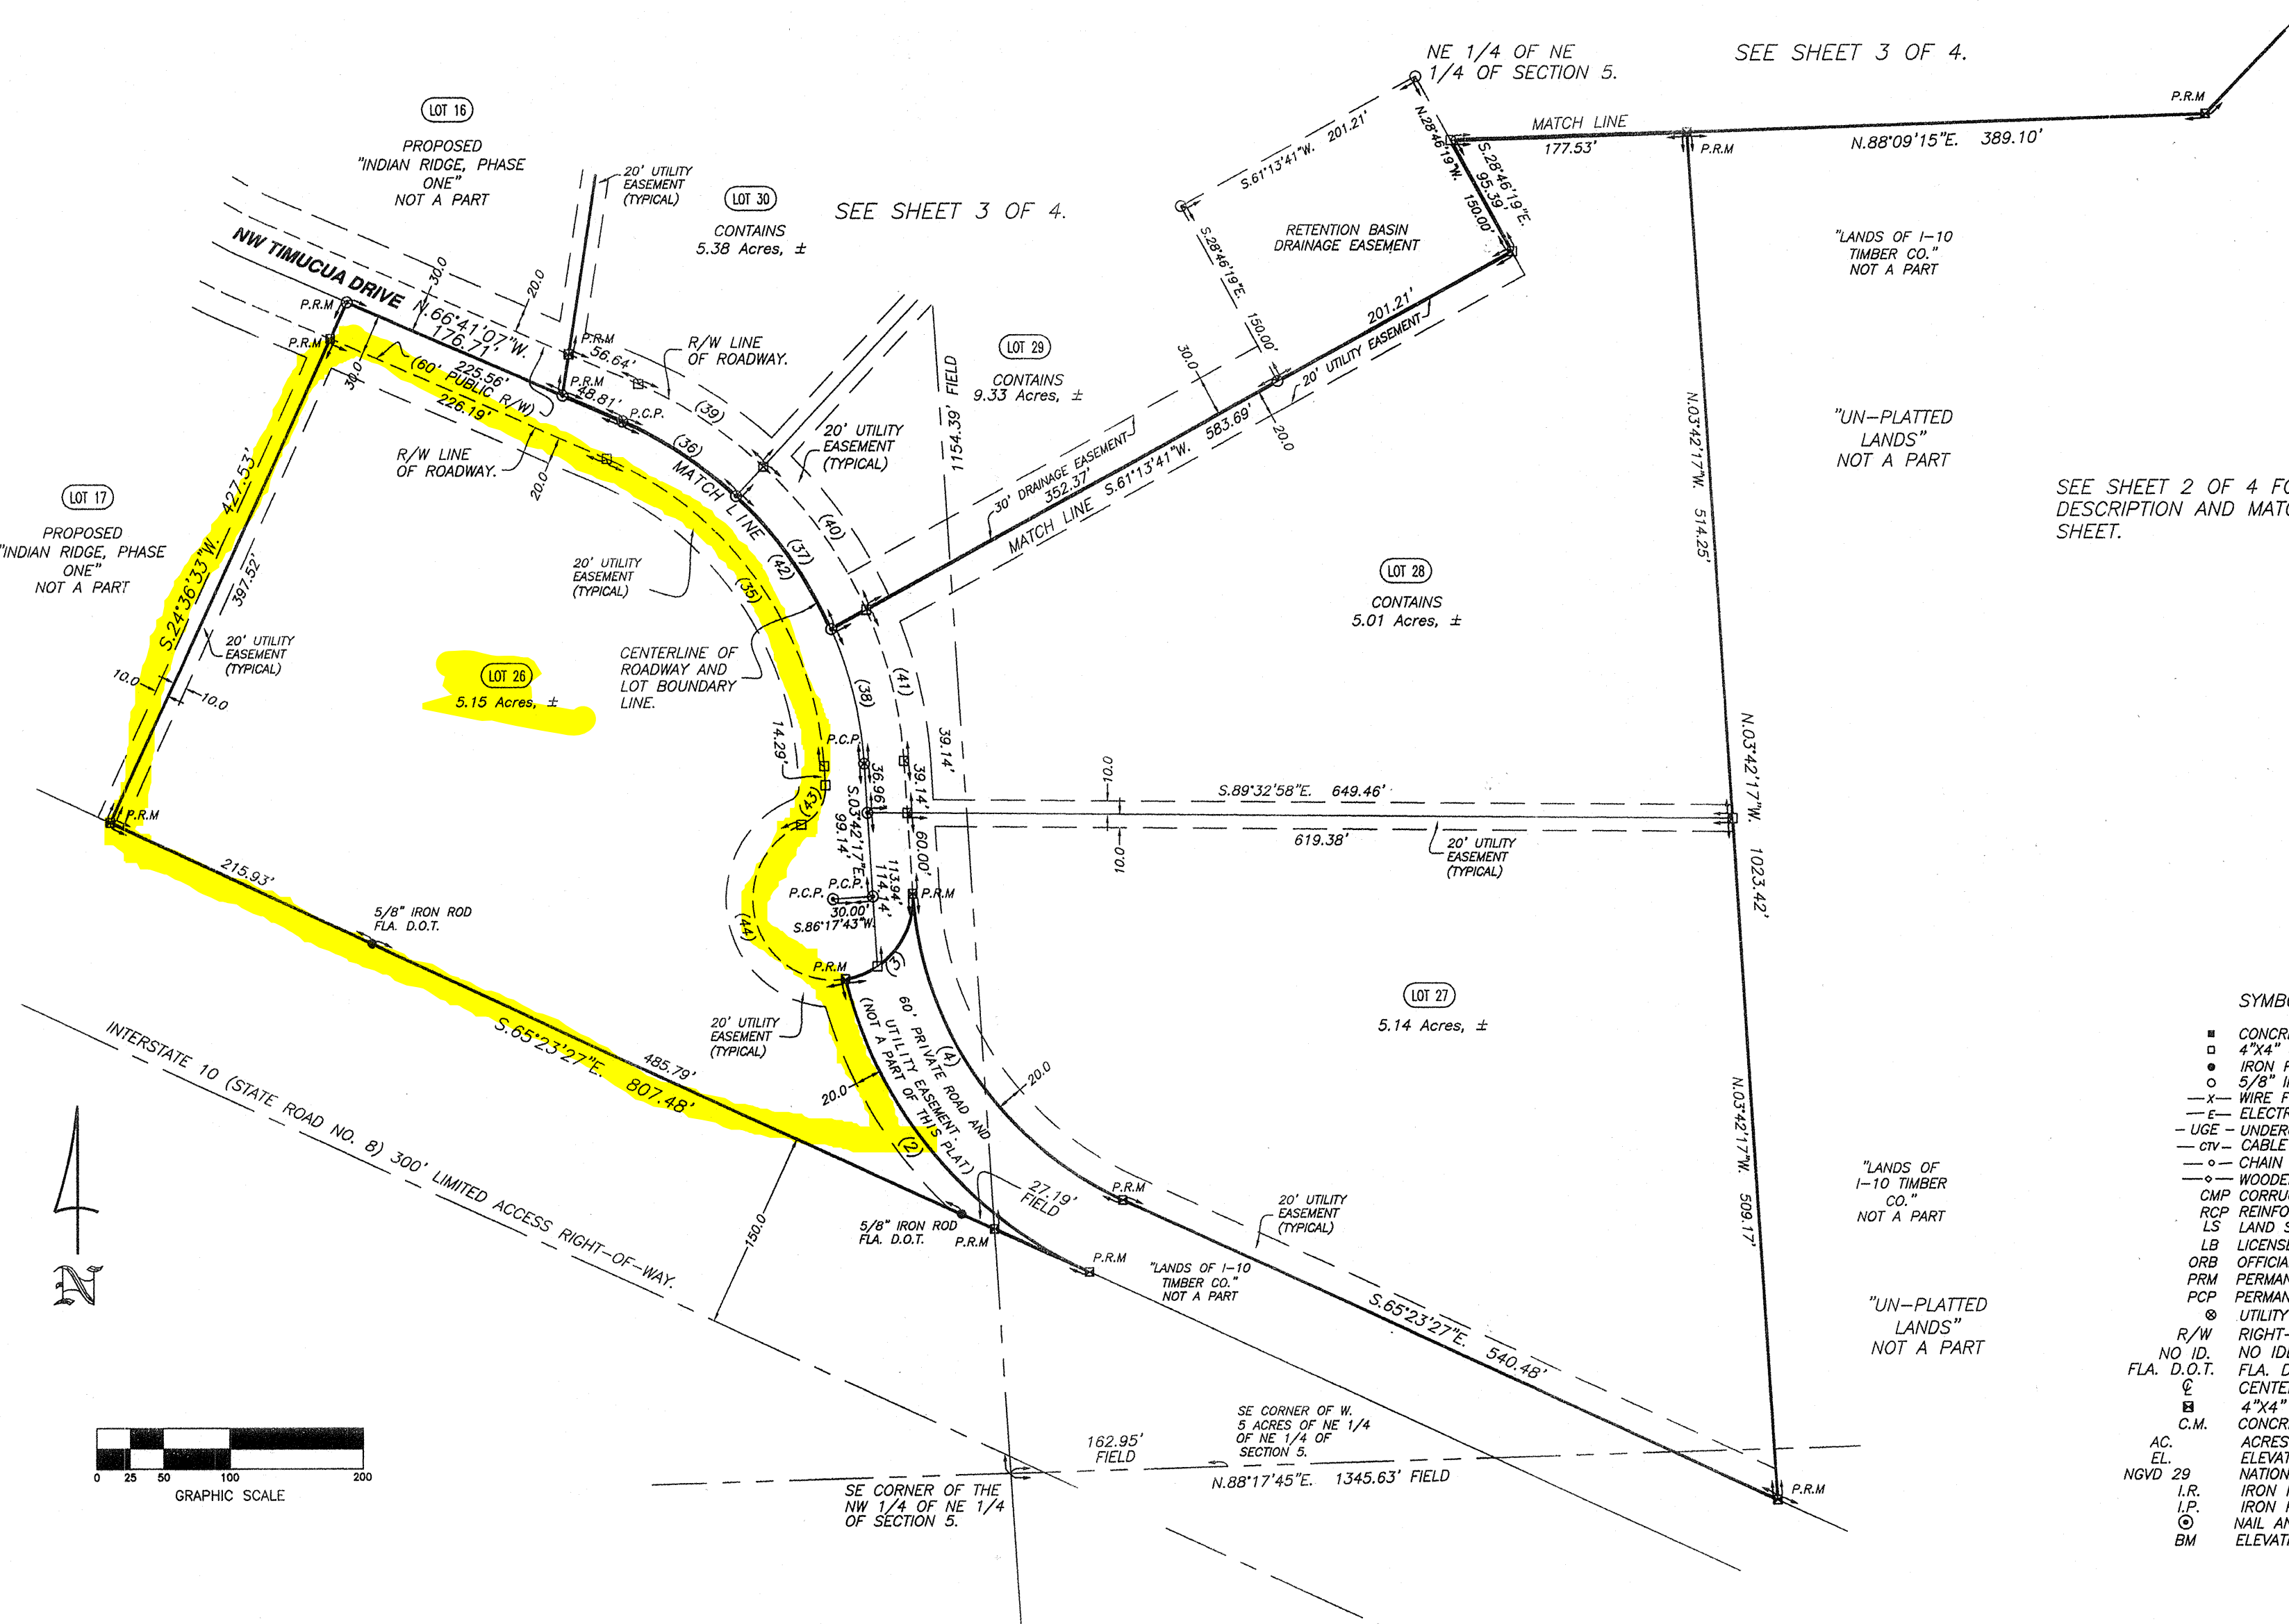 NE 1/4 OF NE
1/4 OF SECTION 5.
SEE SHEET 3 OF 4.
P.R.M
LOT 16
PROPOSED
"INDIAN RIDGE, PHASE
ONE"
NOT A PART
20' UTILITY
EASEMENT
(TYPICAL)
LOT 30
CONTAINS
5.38 Acres, ±
SEE SHEET 3 OF 4.
S.61°13'41"W. 201.21'
N.28°46'19"W.
150.00'
S.28°46'19"E.
95.39'
MATCH LINE
177.53'
P.R.M
N.88°09'15"E. 389.10'
RETENTION BASIN
DRAINAGE EASEMENT
S.28°46'19"E. 150.00'
"LANDS OF I-10
TIMBER CO."
NOT A PART
NW TIMUCUA DRIVE
30.0
20.0
P.R.M
P.R.M
N.66°41'07"W.
176.71'
225.56'
(60' PUBLIC R/W)
226.19'
30.0
P.R.M
56.64'
P.R.M
48.81'
P.C.P.
R/W LINE
OF ROADWAY.
(39)
(36)
MATCH LINE
R/W LINE
OF ROADWAY.
20.0
20' UTILITY
EASEMENT
(TYPICAL)
(40)
(37)
(42)
(35)
1154.39' FIELD
LOT 29
CONTAINS
9.33 Acres, ±
201.21'
20' UTILITY EASEMENT
30.0
20.0
30' DRAINAGE EASEMENT
352.37'
583.69'
MATCH LINE S.61°13'41"W.
N.03°42'17"W. 514.25'
"UN-PLATTED
LANDS"
NOT A PART
SEE SHEET 2 OF 4
DESCRIPTION AND
SHEET.
LOT 17
PROPOSED
"INDIAN RIDGE, PHASE
ONE"
NOT A PART
S.24°36'33"W. 427.53'
397.52'
20' UTILITY
EASEMENT
(TYPICAL)
10.0
10.0
20' UTILITY
EASEMENT
(TYPICAL)
LOT 26
5.15 Acres, ±
CENTERLINE OF
ROADWAY AND
LOT BOUNDARY
LINE.
LOT 28
CONTAINS
5.01 Acres, ±
(38)
(41)
P.C.P.
14.29'
36.96'
39.14'
39.14'
(43)
S.03°42'17"E.
99.14'
60.00'
113.94'
114.14'
10.0
10.0
S.89°32'58"E. 649.46'
619.38'
20' UTILITY
EASEMENT
(TYPICAL)
N.03°42'17"W. 1023.42'
P.R.M
215.93'
5/8" IRON ROD
FLA. D.O.T.
P.C.P.
P.C.P.
30.00'
S.86°17'43"W.
P.R.M
(44)
P.R.M
(3)
20' UTILITY
EASEMENT
(TYPICAL)
60' PRIVATE ROAD AND
UTILITY EASEMENT.
(NOT A PART OF THIS PLAT)
(4)
20.0
20.0
(2)
LOT 27
5.14 Acres, ±
INTERSTATE 10 (STATE ROAD NO. 8) 300' LIMITED ACCESS RIGHT-OF-WAY.
S.65°23'27"E. 807.48'
485.79'
150.0
27.19'
FIELD
5/8" IRON ROD
FLA. D.O.T.
P.R.M
P.R.M
P.R.M
20' UTILITY
EASEMENT
(TYPICAL)
"LANDS OF I-10
TIMBER CO."
NOT A PART
S.65°23'27"E. 540.48'
N.03°42'17"W. 509.17'
"LANDS OF
I-10 TIMBER
CO."
NOT A PART
"UN-PLATTED
LANDS"
NOT A PART
P.R.M
N
0 25 50 100 200
GRAPHIC SCALE
SE CORNER OF THE
NW 1/4 OF NE 1/4
OF SECTION 5.
162.95'
FIELD
SE CORNER OF W.
5 ACRES OF NE 1/4
OF NE 1/4 OF
SECTION 5.
N.88°17'45"E. 1345.63' FIELD
4"X4"
IRON
5/8"
-X- WIRE
-E- ELECTR
- UGE - UNDER
- CTV - CABLE
CHAIN
WOODE
CMP CORRU
RCP REINFO
LS LAND
LB LICENS
ORB OFFICIA
PRM PERMAN
PCP PERMAN
UTILITY
R/W RIGHT-
NO ID. NO
FLA. D.O.T. FLA.
CENTE
4"X4"
C.M. CONCR
AC. ACRES
EL. ELEVAT
NGVD 29 NATION
I.R. IRON
I.P. IRON
NAIL
BM ELEVAT